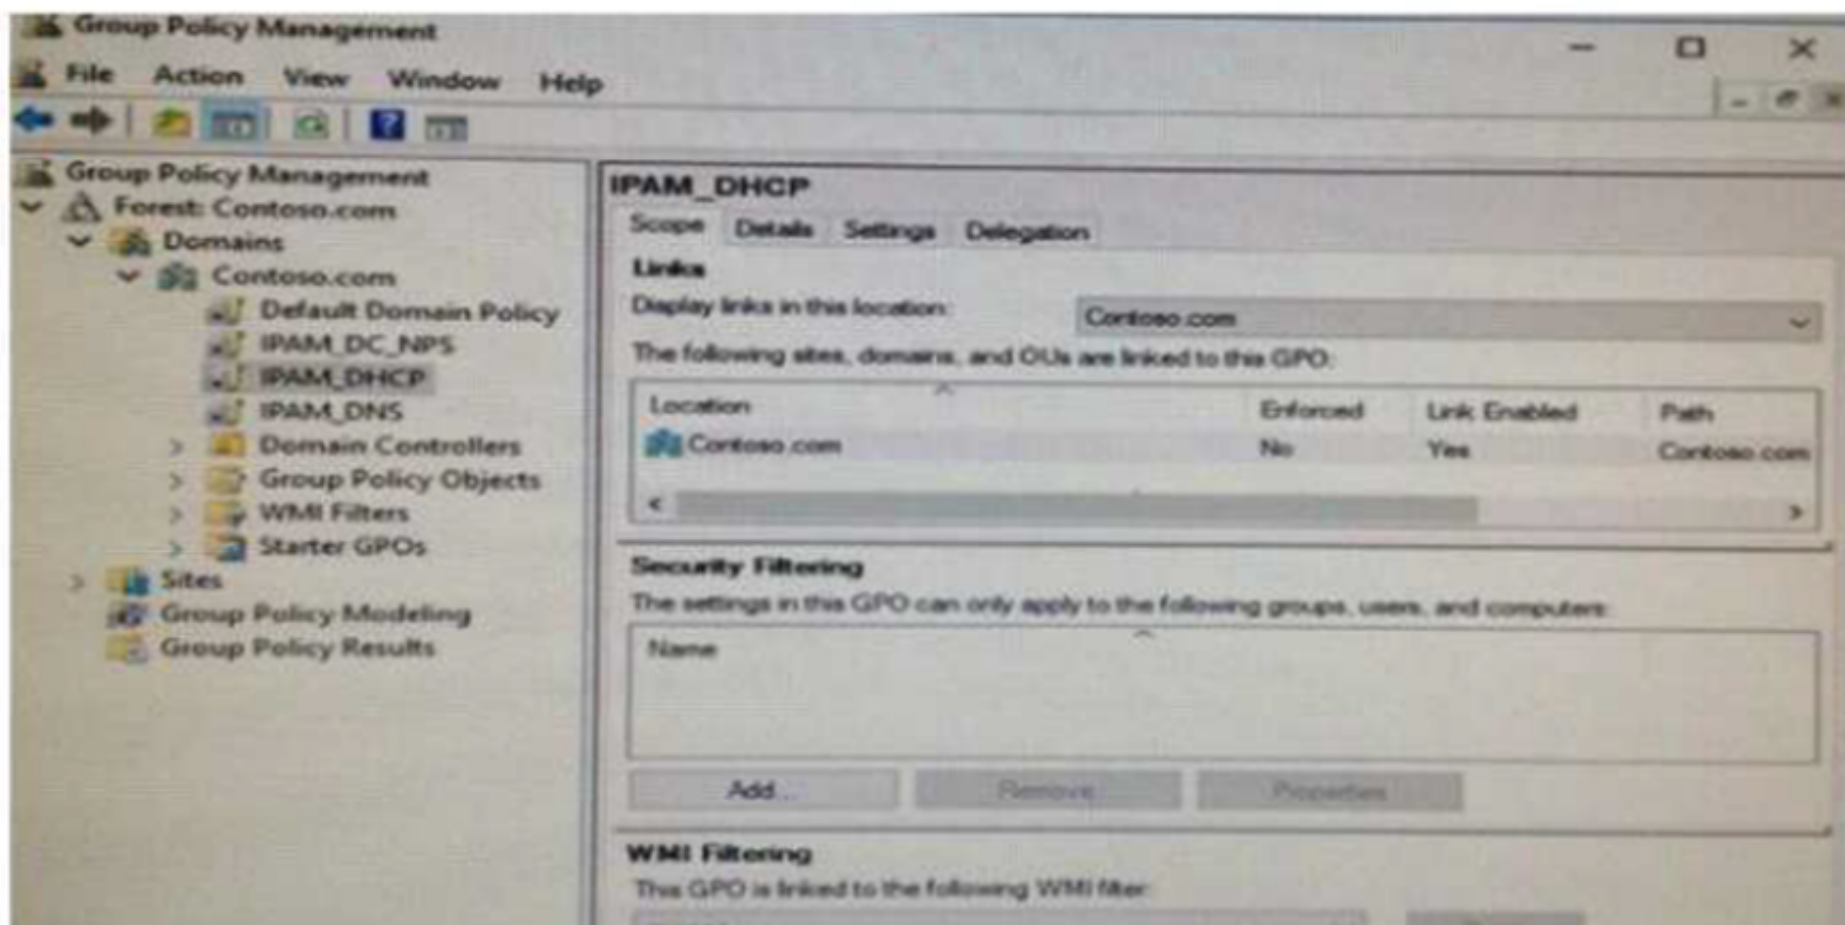 Group Policy Management
File Action View Window Help
Group Policy Management
Forest: Contoso.com
Domains
Contoso.com
Default Domain Policy
IPAM_DC_NPS
IPAM_DHCP
IPAM_DNS
Domain Controllers
Group Policy Objects
WMI Filters
Starter GPOs
Sites
Group Policy Modeling
Group Policy Results
IPAM_DHCP
Scope Details Settings Delegation
Links
Display links in this location: Contoso.com
The following sites, domains, and OUs are linked to this GPO:
Location Enforced Link Enabled Path
Contoso.com No Yes Contoso.com
Security Filtering
The settings in this GPO can only apply to the following groups, users, and computers:
Name
Add... Remove Properties
WMI Filtering
This GPO is linked to the following WMI filter: